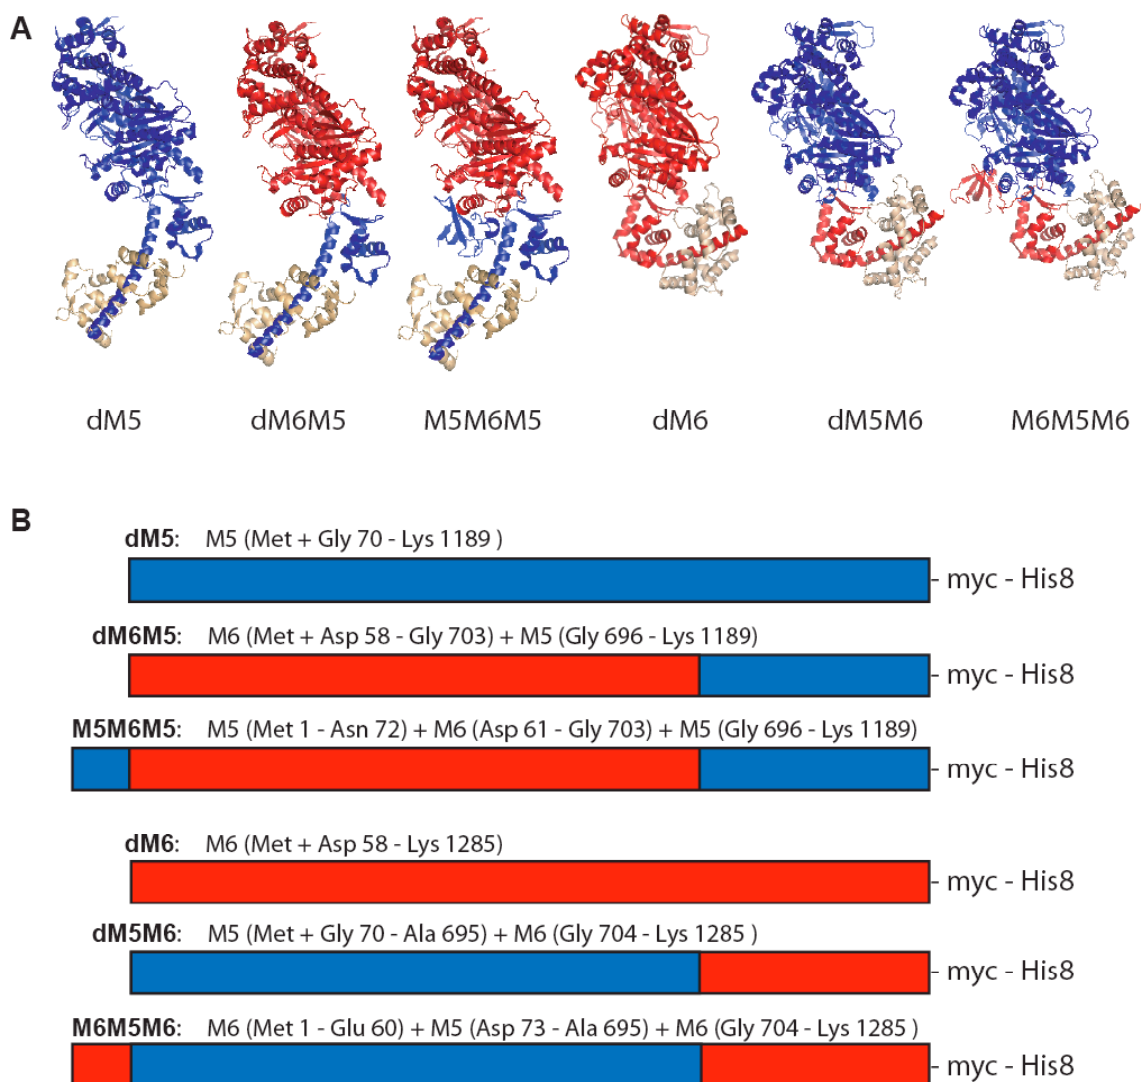 A
dM5 dM6M5 M5M6M5 dM6 dM5M6 M6M5M6
B
dM5: M5 (Met + Gly 70 - Lys 1189 )
- myc - His8
dM6M5: M6 (Met + Asp 58 - Gly 703) + M5 (Gly 696 - Lys 1189)
- myc - His8
M5M6M5: M5 (Met 1 - Asn 72) + M6 (Asp 61 - Gly 703) + M5 (Gly 696 - Lys 1189)
- myc - His8
dM6: M6 (Met + Asp 58 - Lys 1285)
- myc - His8
dM5M6: M5 (Met + Gly 70 - Ala 695) + M6 (Gly 704 - Lys 1285 )
- myc - His8
M6M5M6: M6 (Met 1 - Glu 60) + M5 (Asp 73 - Ala 695) + M6 (Gly 704 - Lys 1285 )
- myc - His8